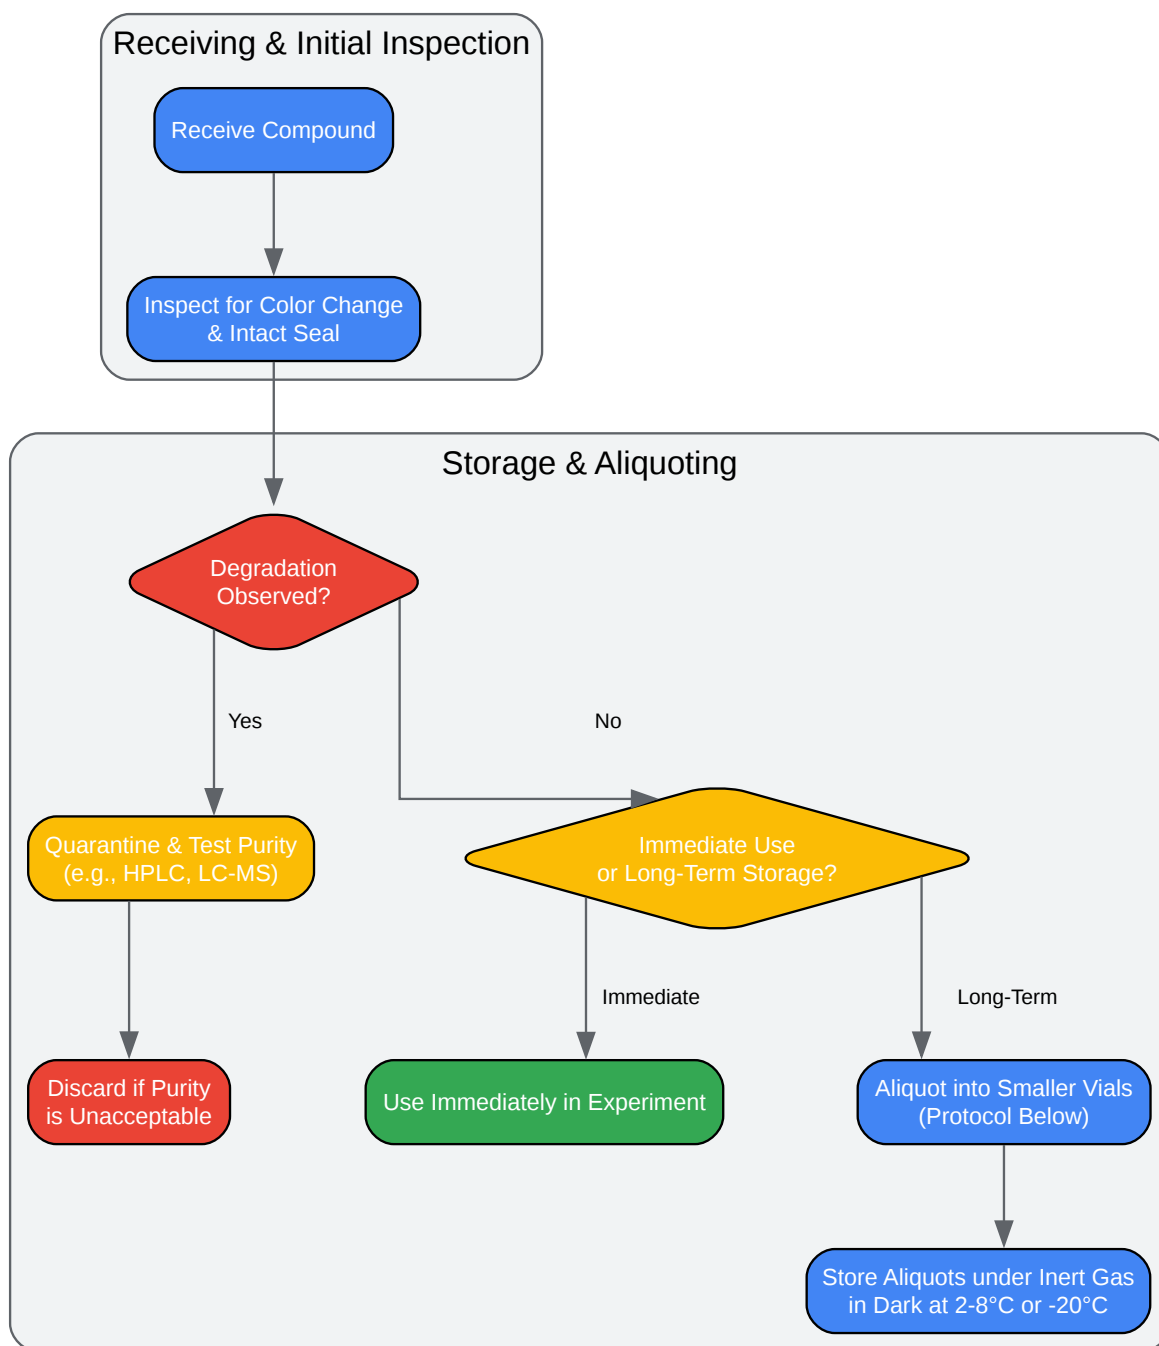 Receiving & Initial Inspection
Receive Compound
Inspect for Color Change
& Intact Seal
Storage & Aliquoting
Degradation
Observed?
Yes
No
Quarantine & Test Purity
(e.g., HPLC, LC-MS)
Immediate Use
or Long-Term Storage?
Immediate
Long-Term
Discard if Purity
is Unacceptable
Use Immediately in Experiment
Aliquot into Smaller Vials
(Protocol Below)
Store Aliquots under Inert Gas
in Dark at 2-8°C or -20°C